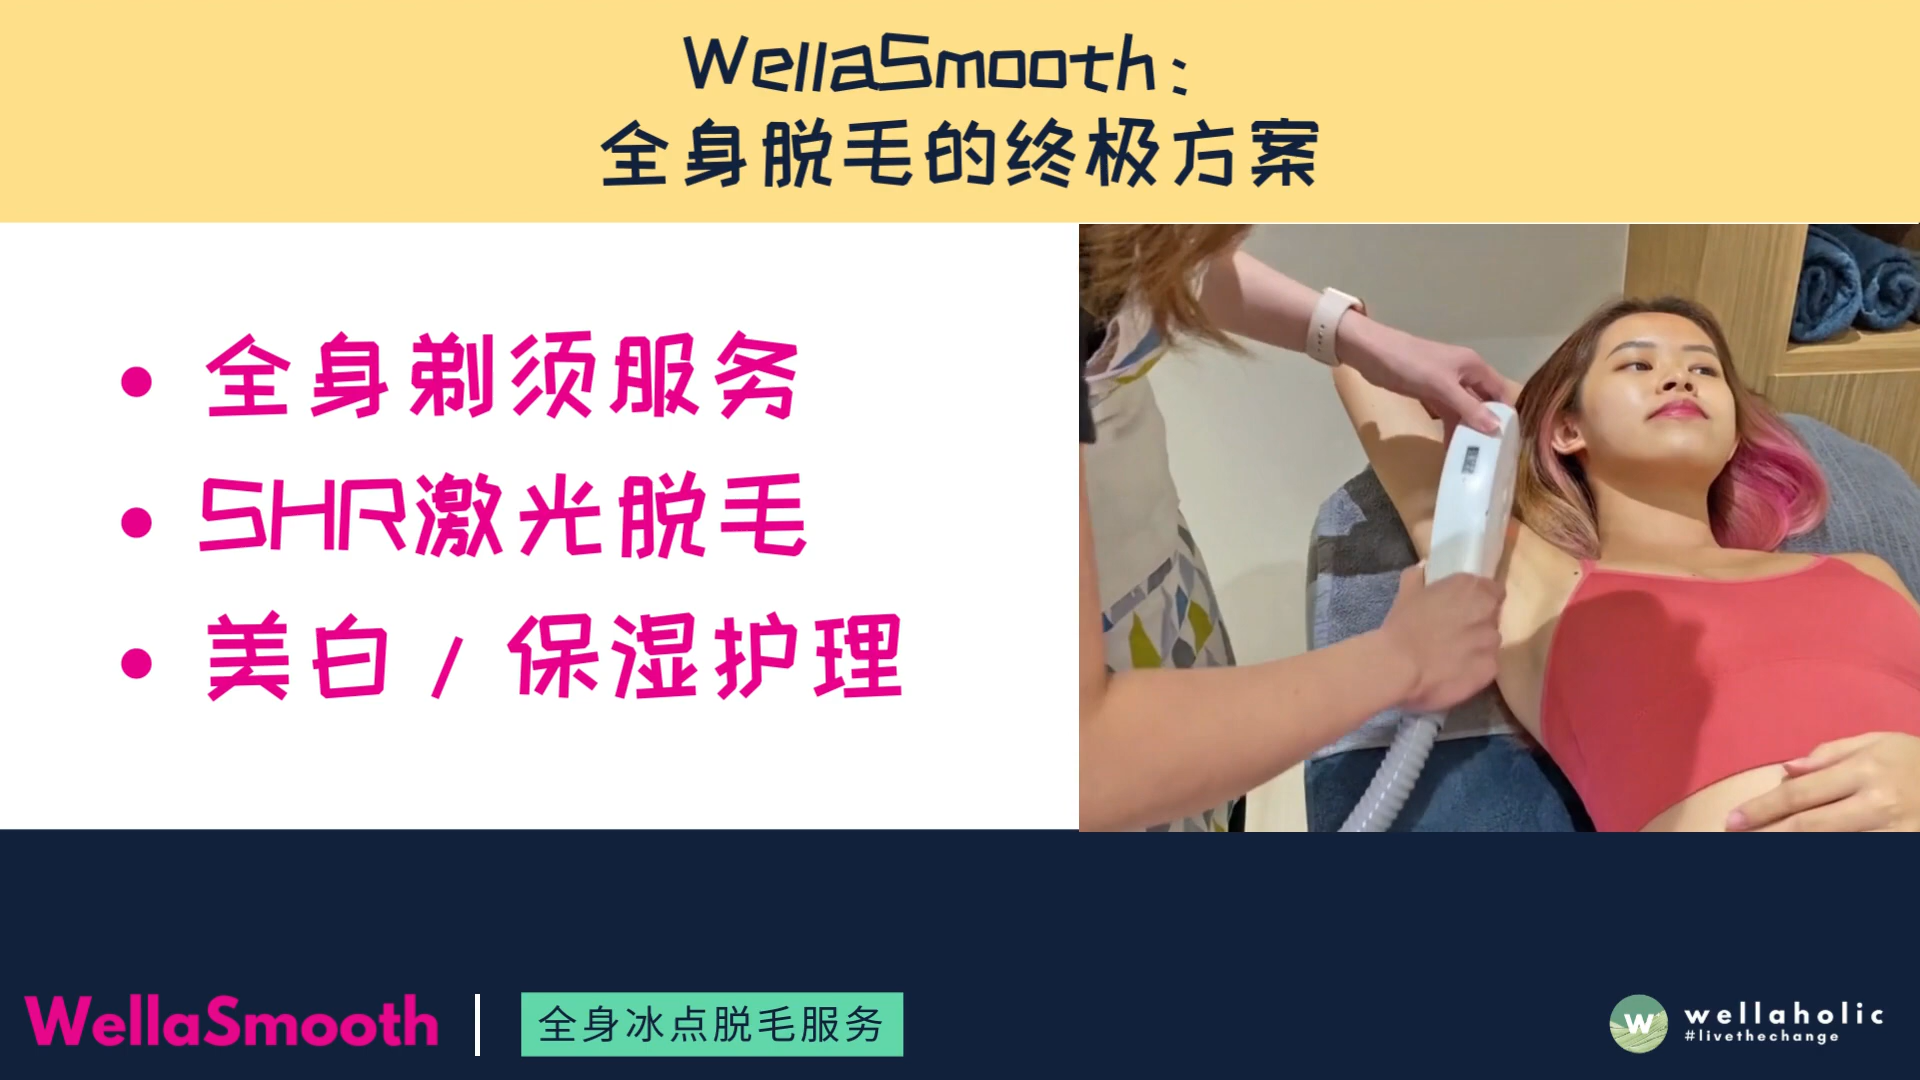 WellaSmooth:
全身脱毛的终极方案
• 全身剃须服务
• SHR激光脱毛
• 美白 / 保湿护理
WellaSmooth | 全身冰点脱毛服务
W wellaholic
#livethechange